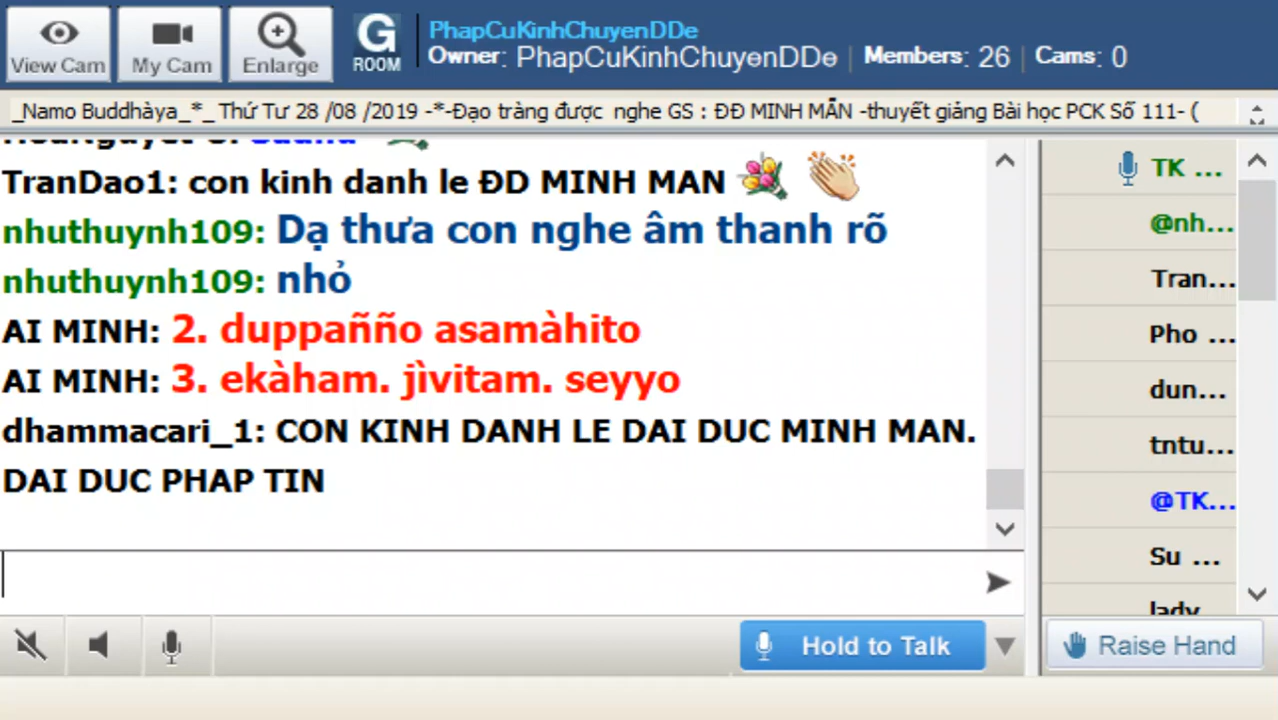 View Cam
My Cam
Enlarge
G
ROOM
PhapCuKinhChuyenDDe
Owner: PhapCuKinhChuyenDDe | Members: 26 | Cams: 0
_Namo Buddhàya_*_ Thứ Tư 28 /08 /2019 -*-Đạo tràng được nghe GS : ĐĐ MINH MẪN -thuyết giảng Bài học PCK Số 111- (
TranDao1: con kinh danh le ĐD MINH MAN
nhuthuynh109: Dạ thưa con nghe âm thanh rõ
nhuthuynh109: nhỏ
AI MINH: 2. duppañño asamàhito
AI MINH: 3. ekàham. jìvitam. seyyo
dhammacari_1: CON KINH DANH LE DAI DUC MINH MAN.
DAI DUC PHAP TIN
TK ...
@nh...
Tran...
Pho ...
dun...
tntu...
@TK...
Su ...
lady
Hold to Talk
Raise Hand